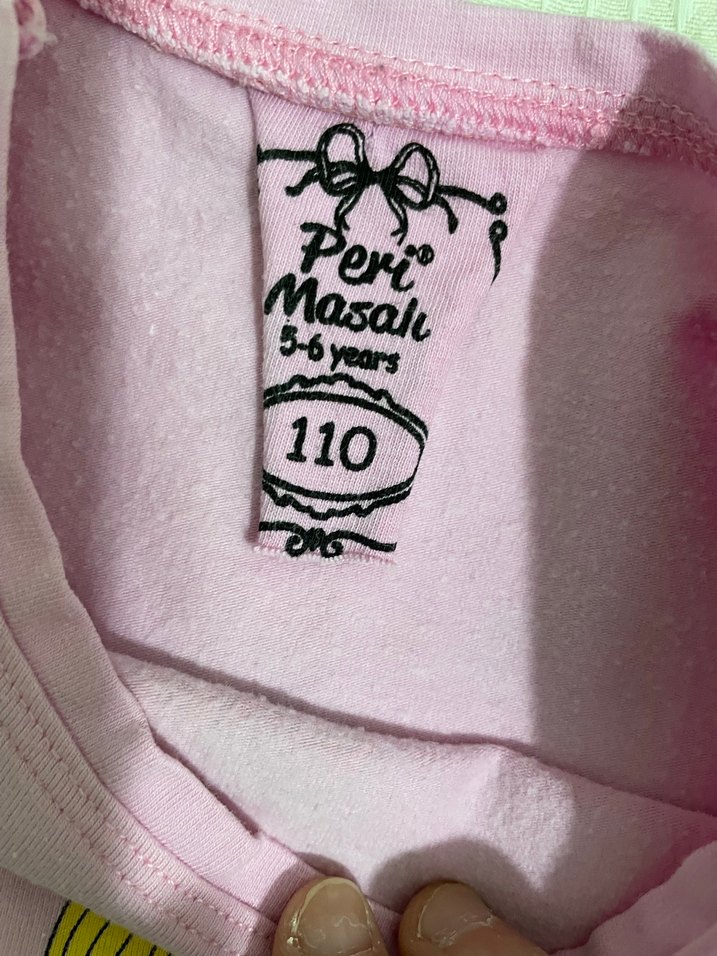 Peri®
Masalı
5-6 years
110